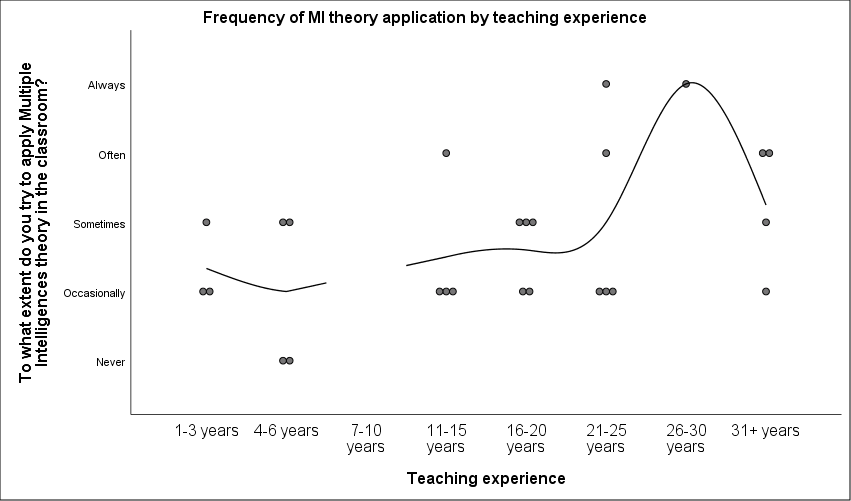 Frequency of MI theory application by teaching experience
To what extent do you try to apply Multiple
Intelligences theory in the classroom?
Always
Often
Sometimes
Occasionally
Never
1-3 years
4-6 years
7-10
years
11-15
years
16-20
years
21-25
years
26-30
years
31+ years
Teaching experience